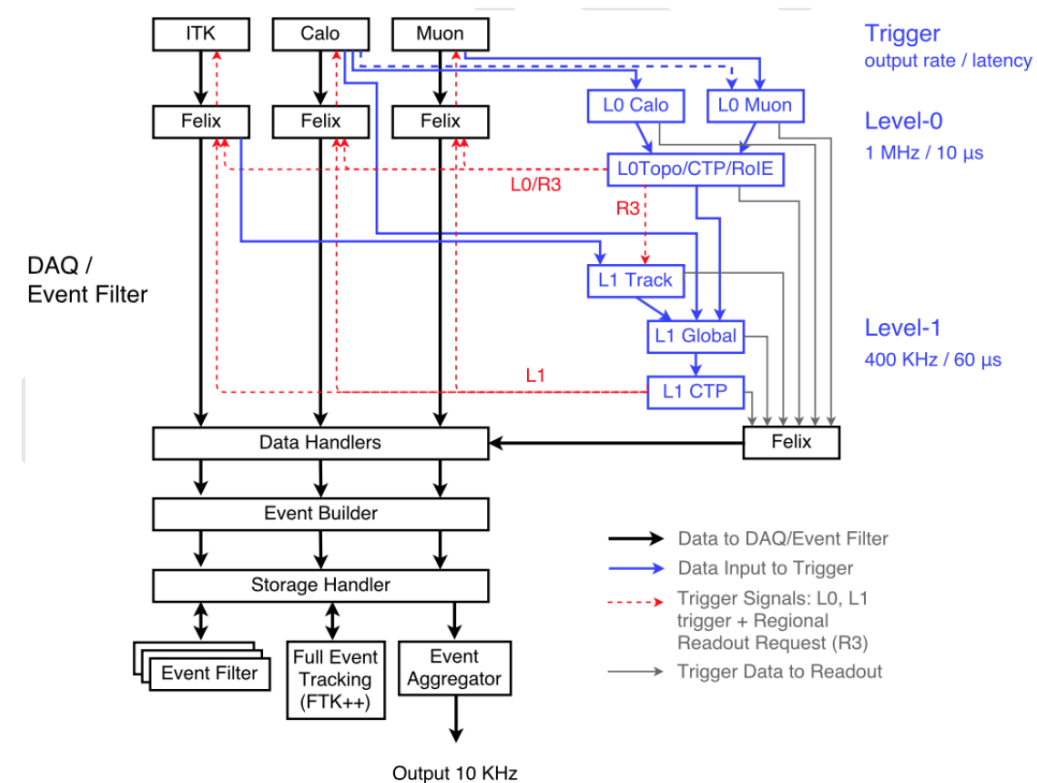 ITK
Calo
Muon
Trigger
output rate / latency
Felix
Felix
Felix
L0 Calo
L0 Muon
Level-0
1 MHz / 10 µs
L0Topo/CTP/RoIE
L0/R3
R3
DAQ /
Event Filter
L1 Track
L1 Global
Level-1
400 KHz / 60 µs
L1
L1 CTP
Data Handlers
Felix
Event Builder
Storage Handler
Event Filter
Full Event
Tracking
(FTK++)
Event
Aggregator
Output 10 KHz
Data to DAQ/Event Filter
Data Input to Trigger
Trigger Signals: L0, L1
trigger + Regional
Readout Request (R3)
Trigger Data to Readout